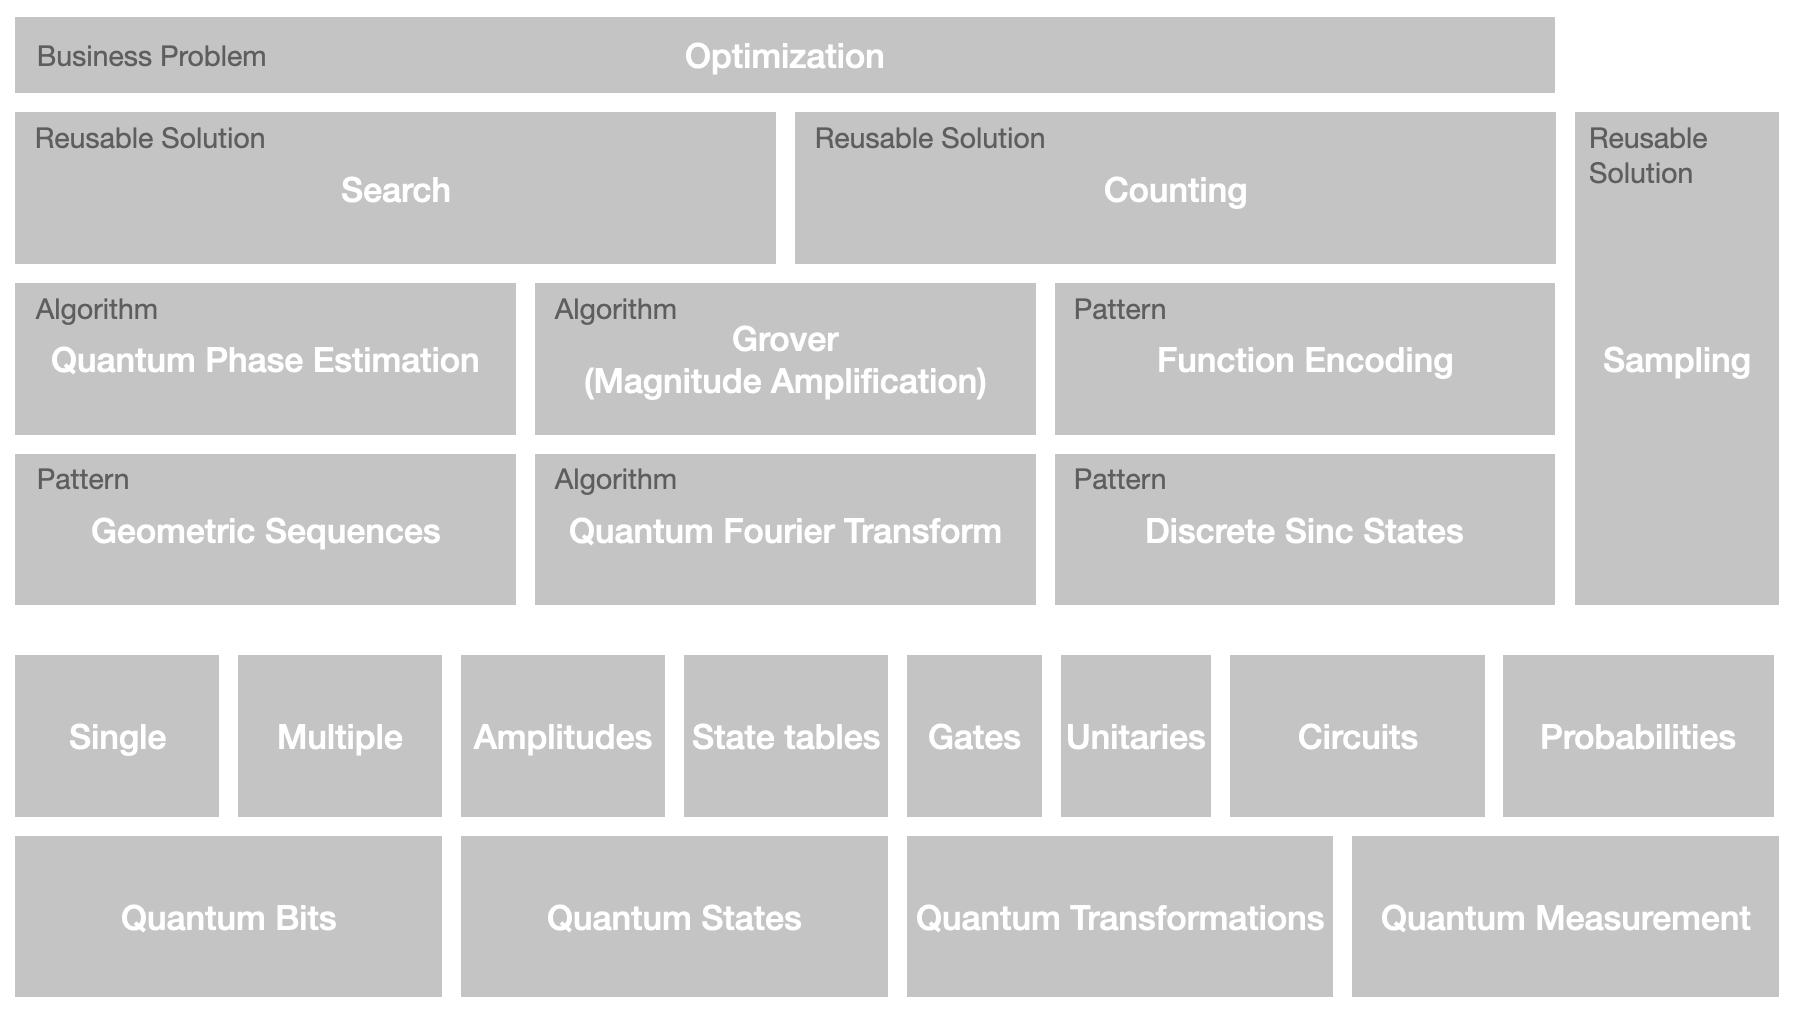 Business Problem
Optimization
Reusable Solution
Search
Reusable Solution
Counting
Reusable
Solution
Sampling
Algorithm
Quantum Phase Estimation
Algorithm
Grover
(Magnitude Amplification)
Pattern
Function Encoding
Pattern
Geometric Sequences
Algorithm
Quantum Fourier Transform
Pattern
Discrete Sinc States
Single
Multiple
Amplitudes
State tables
Gates
Unitaries
Circuits
Probabilities
Quantum Bits
Quantum States
Quantum Transformations
Quantum Measurement